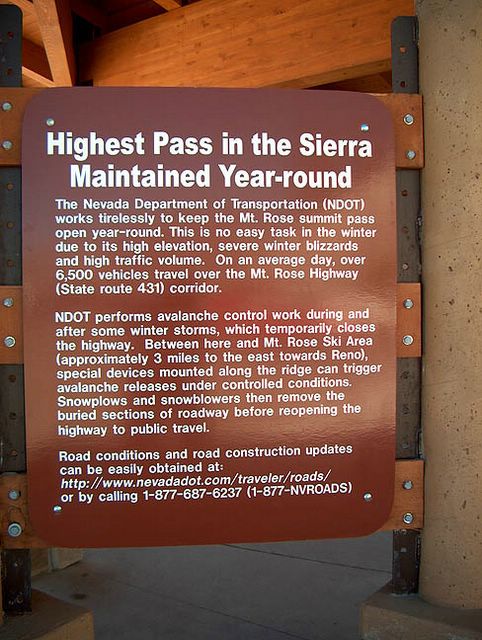 Highest Pass in the Sierra
Maintained Year-round
The Nevada Department of Transportation (NDOT)
works tirelessly to keep the Mt. Rose summit pass
open year-round. This is no easy task in the winter
due to its high elevation, severe winter blizzards
and high traffic volume. On an average day, over
6,500 vehicles travel over the Mt. Rose Highway
(State route 431) corridor.
NDOT performs avalanche control work during and
after some winter storms, which temporarily closes
the highway. Between here and Mt. Rose Ski Area
(approximately 3 miles to the east towards Reno),
special devices mounted along the ridge can trigger
avalanche releases under controlled conditions.
Snowplows and snowblowers then remove the
buried sections of roadway before reopening the
highway to public travel.
Road conditions and road construction updates
can be easily obtained at:
http://www.nevadadot.com/traveler/roads/
or by calling 1-877-687-6237 (1-877-NVROADS)